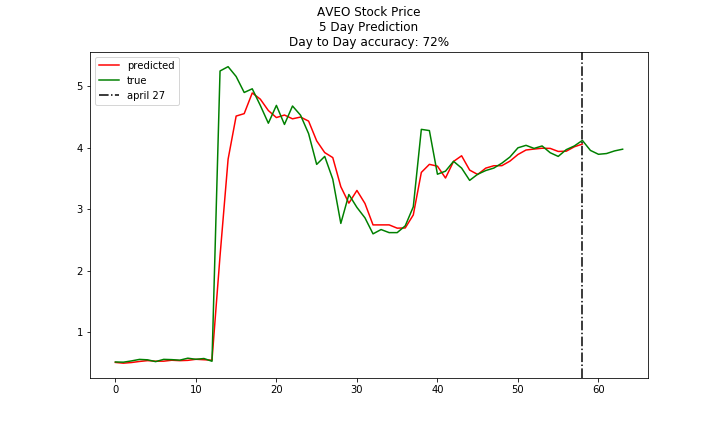 AVEO Stock Price
5 Day Prediction
Day to Day accuracy: 72%
predicted
true
april 27
5
4
3
2
1
0 10 20 30 40 50 60